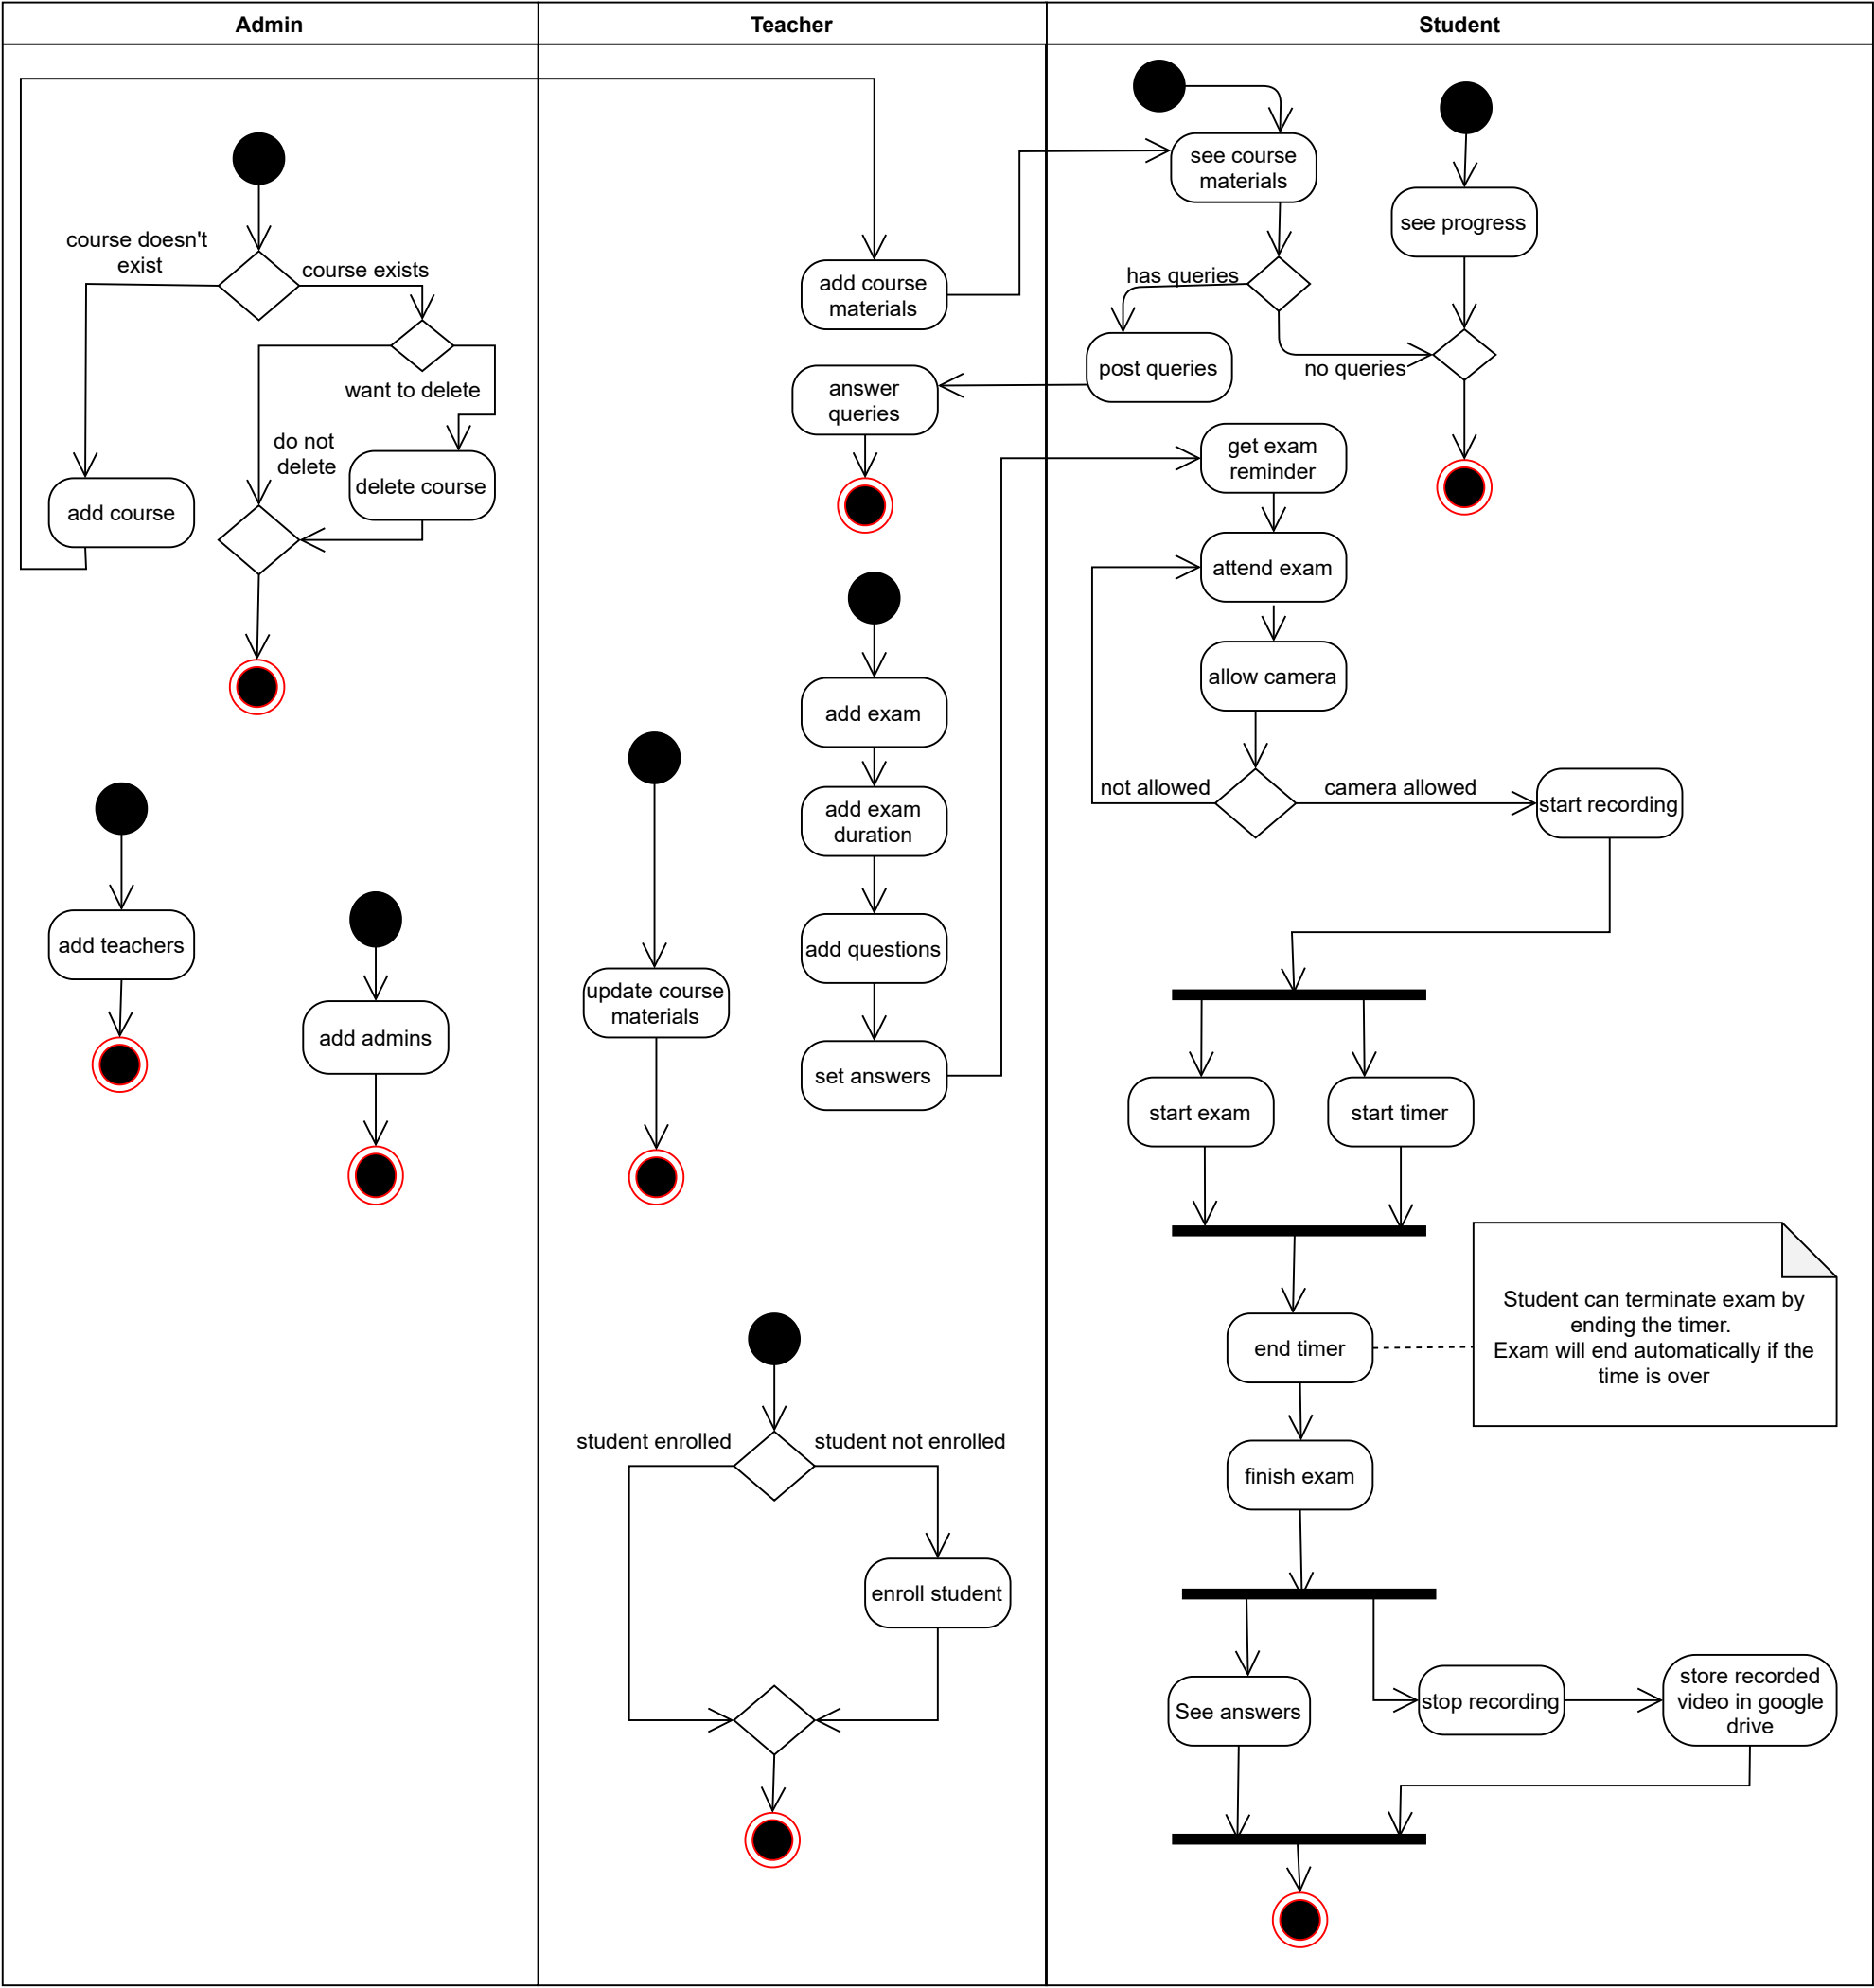 Admin
Teacher
Student
course doesn't
exist
course exists
want to delete
do not
delete
delete course
add course
add teachers
add admins
add course
materials
answer
queries
add exam
add exam
duration
add questions
set answers
update course
materials
student enrolled
student not enrolled
enroll student
see course
materials
see progress
has queries
no queries
post queries
get exam
reminder
attend exam
allow camera
not allowed
camera allowed
start recording
start exam
start timer
end timer
Student can terminate exam by
ending the timer.
Exam will end automatically if the
time is over
finish exam
See answers
stop recording
store recorded
video in google
drive